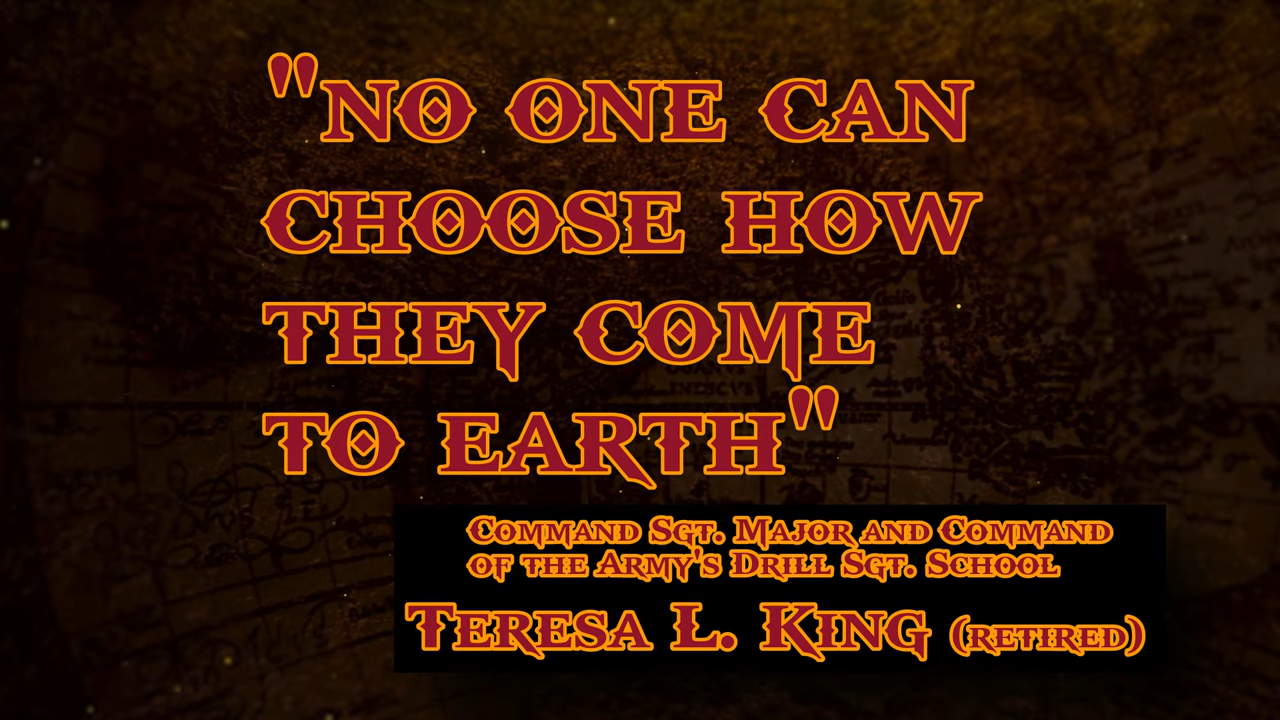 "NO ONE CAN
CHOOSE HOW
THEY COME
TO EARTH"
COMMAND SGT. MAJOR AND COMMAND
OF THE ARMY'S DRILL SGT. SCHOOL
TERESA L. KING (RETIRED)